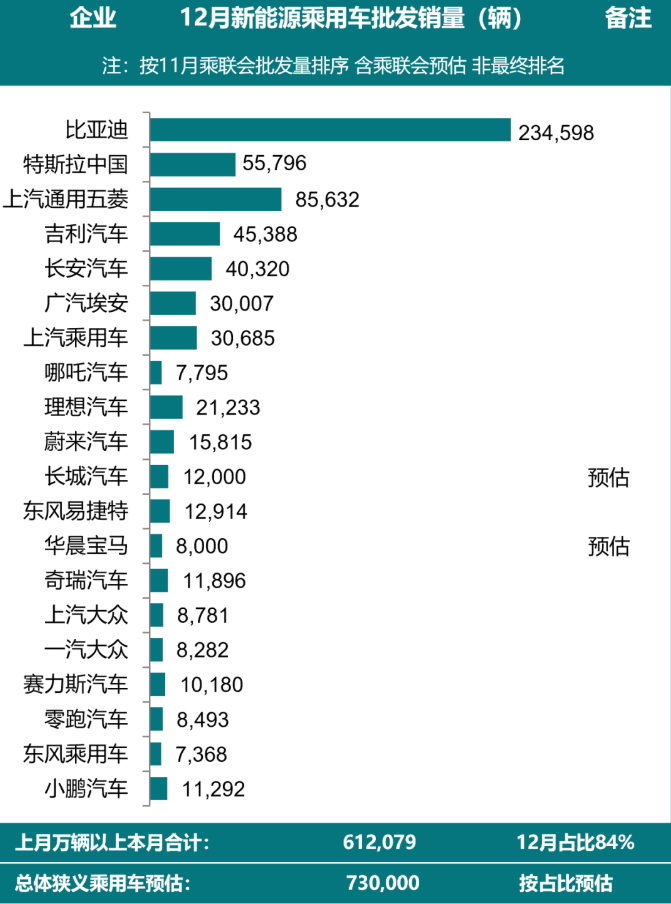 企业 12月新能源乘用车批发销量（辆） 备注
注：按11月乘联会批发量排序 含乘联会预估 非最终排名
比亚迪 234,598
特斯拉中国 55,796
上汽通用五菱 85,632
吉利汽车 45,388
长安汽车 40,320
广汽埃安 30,007
上汽乘用车 30,685
哪吒汽车 7,795
理想汽车 21,233
蔚来汽车 15,815
长城汽车 12,000 预估
东风易捷特 12,914
华晨宝马 8,000 预估
奇瑞汽车 11,896
上汽大众 8,781
一汽大众 8,282
赛力斯汽车 10,180
零跑汽车 8,493
东风乘用车 7,368
小鹏汽车 11,292
上月万辆以上本月合计： 612,079 12月占比84%
总体狭义乘用车预估： 730,000 按占比预估